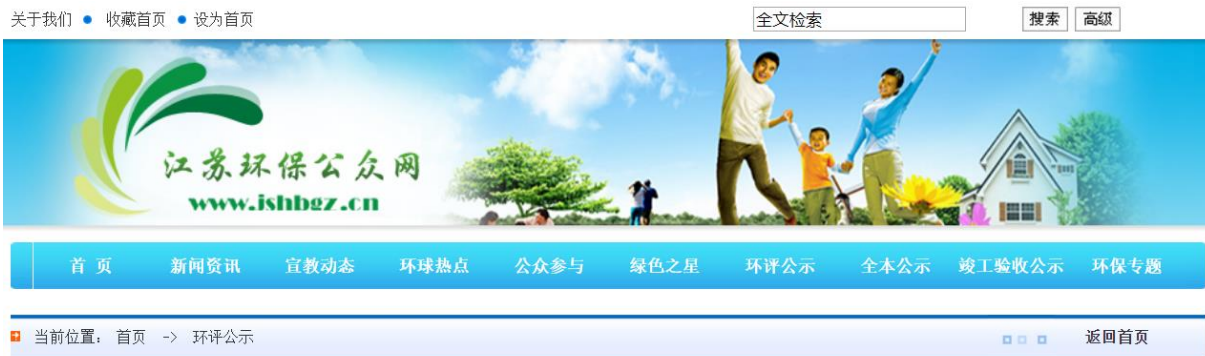 关于我们 ● 收藏首页 ● 设为首页
全文检索 搜索 高级
江苏环保公众网
www.jshbgz.cn
首 页 新闻资讯 宣教动态 环球热点 公众参与 绿色之星 环评公示 全本公示 竣工验收公示 环保专题
当前位置： 首页 -> 环评公示 返回首页